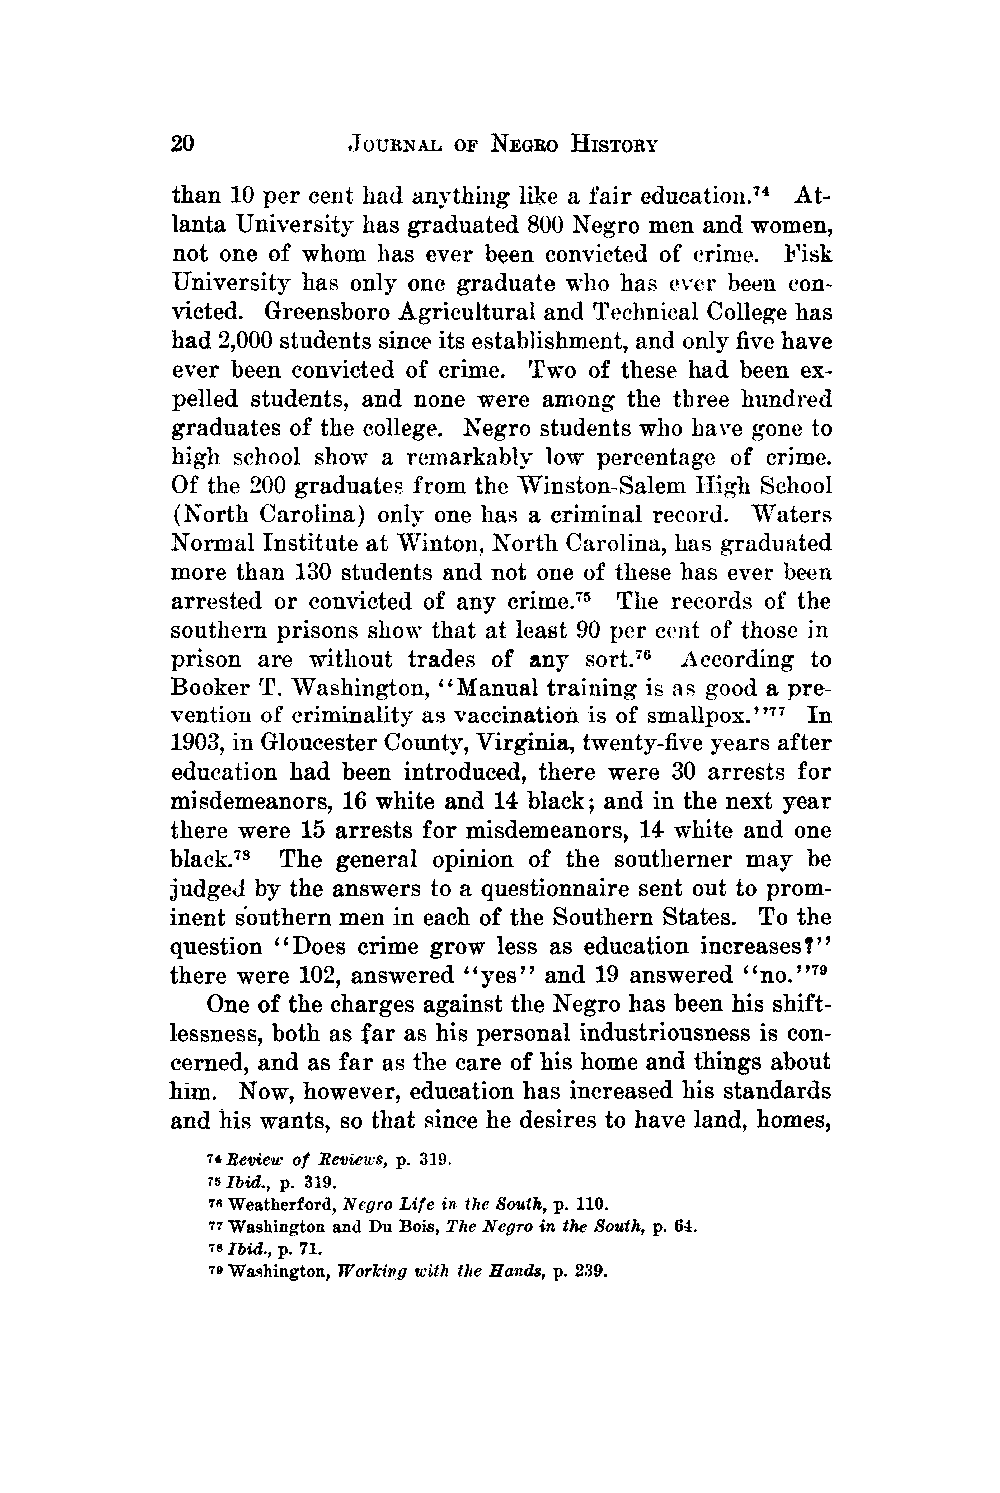 20 JOURNAL OF NEGRO HISTORY
than 10 per cent had anything like a fair education.⁷⁴ At-
lanta University has graduated 800 Negro men and women,
not one of whom has ever been convicted of crime. Fisk
University has only one graduate who has ever been con-
victed. Greensboro Agricultural and Technical College has
had 2,000 students since its establishment, and only five have
ever been convicted of crime. Two of these had been ex-
pelled students, and none were among the three hundred
graduates of the college. Negro students who have gone to
high school show a remarkably low percentage of crime.
Of the 200 graduates from the Winston-Salem High School
(North Carolina) only one has a criminal record. Waters
Normal Institute at Winton, North Carolina, has graduated
more than 130 students and not one of these has ever been
arrested or convicted of any crime.⁷⁵ The records of the
southern prisons show that at least 90 per cent of those in
prison are without trades of any sort.⁷⁶ According to
Booker T. Washington, "Manual training is as good a pre-
vention of criminality as vaccination is of smallpox."⁷⁷ In
1903, in Gloucester County, Virginia, twenty-five years after
education had been introduced, there were 30 arrests for
misdemeanors, 16 white and 14 black; and in the next year
there were 15 arrests for misdemeanors, 14 white and one
black.⁷⁸ The general opinion of the southerner may be
judged by the answers to a questionnaire sent out to prom-
inent southern men in each of the Southern States. To the
question "Does crime grow less as education increases?"
there were 102, answered "yes" and 19 answered "no."⁷⁹
One of the charges against the Negro has been his shift-
lessness, both as far as his personal industriousness is con-
cerned, and as far as the care of his home and things about
him. Now, however, education has increased his standards
and his wants, so that since he desires to have land, homes,
⁷⁴ Review of Reviews, p. 319.
⁷⁵ Ibid., p. 319.
⁷⁶ Weatherford, Negro Life in the South, p. 110.
⁷⁷ Washington and Du Bois, The Negro in the South, p. 64.
⁷⁸ Ibid., p. 71.
⁷⁹ Washington, Working with the Hands, p. 239.